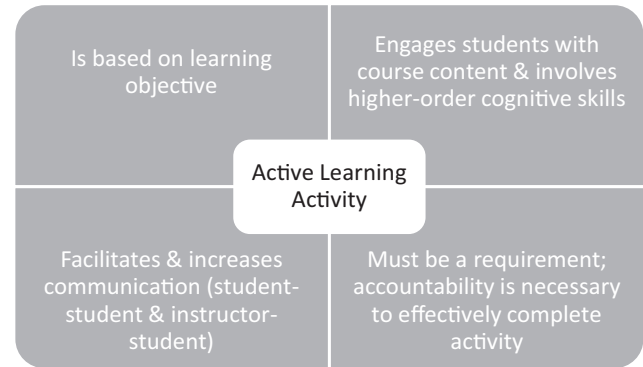 Is based on learning
objective
Engages students with
course content & involves
higher-order cognitive skills
Active Learning
Activity
Facilitates & increases
communication (student-
student & instructor-
student)
Must be a requirement;
accountability is necessary
to effectively complete
activity